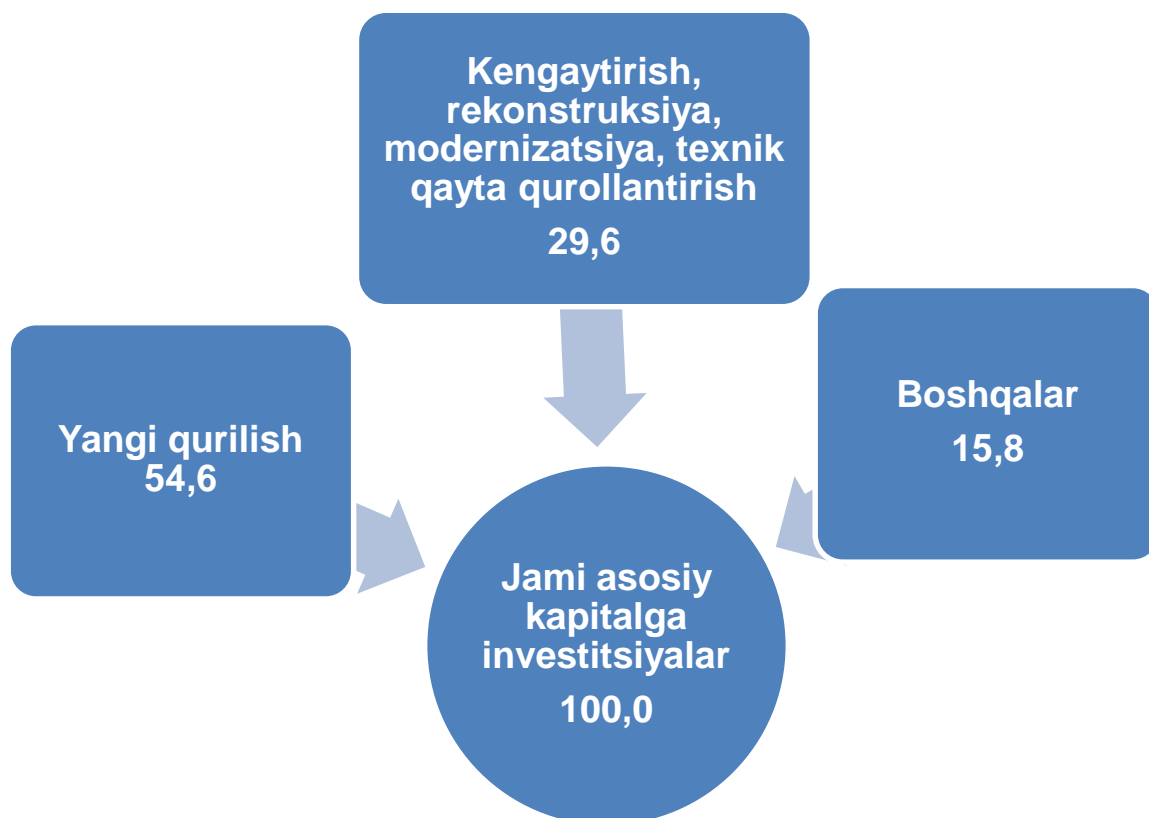 Kengaytirish,
rekonstruksiya,
modernizatsiya, texnik
qayta qurollantirish
29,6
Yangi qurilish
54,6
Boshqalar
15,8
Jami asosiy
kapitalga
investitsiyalar
100,0